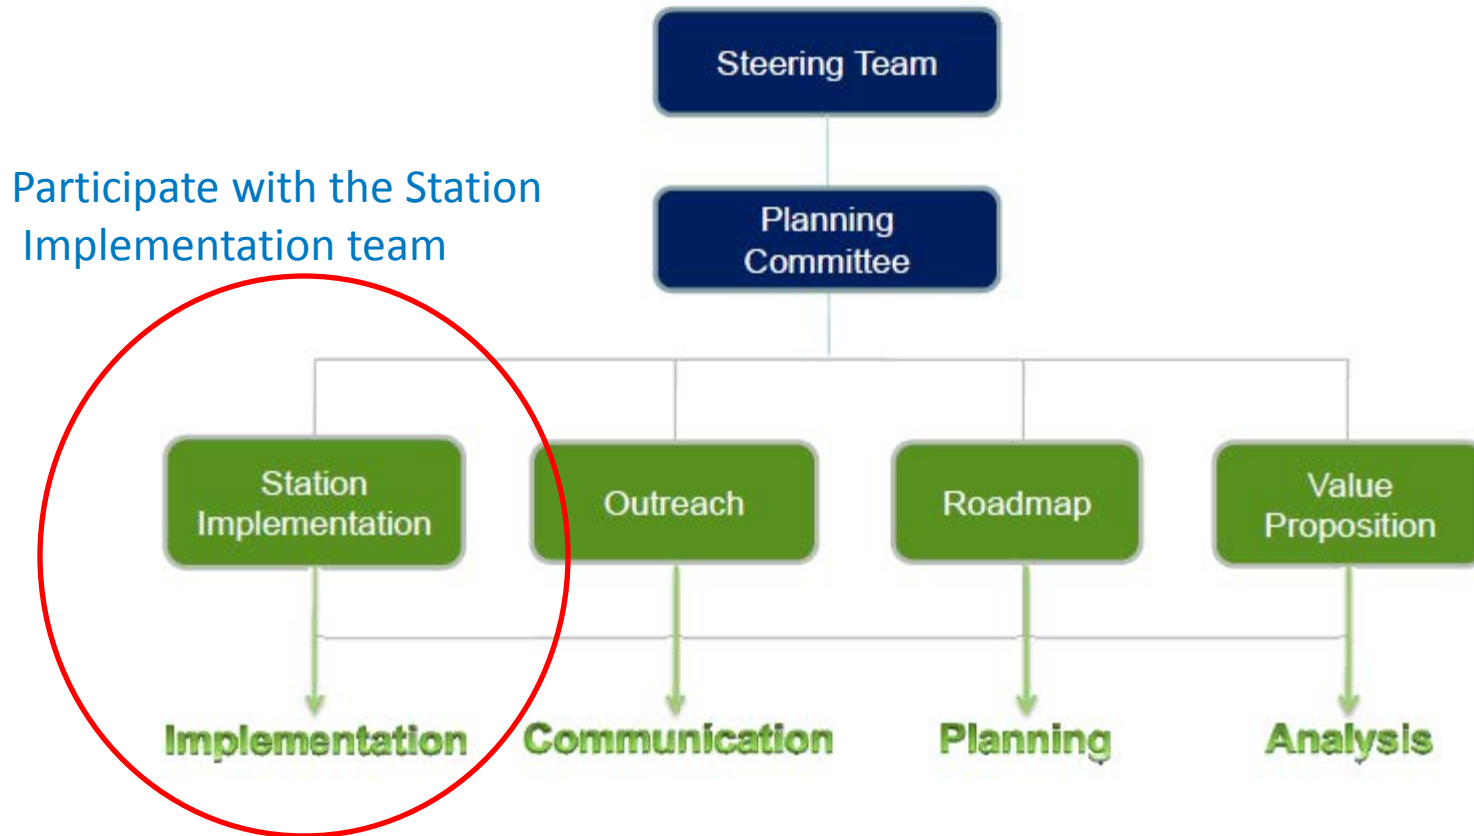 Steering Team
Participate with the Station
Implementation team
Planning
Committee
Station
Implementation
Outreach
Roadmap
Value
Proposition
Implementation
Communication
Planning
Analysis